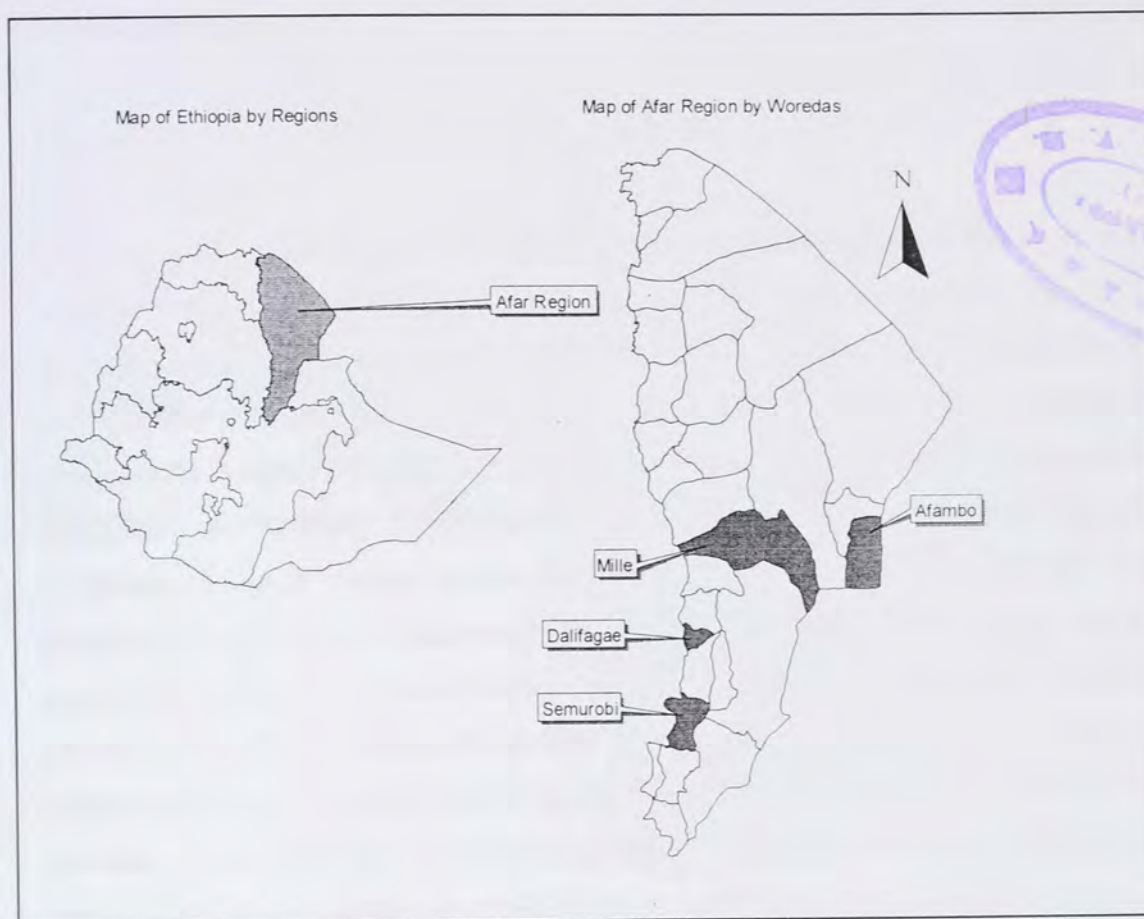 Map of Ethiopia by Regions
Map of Afar Region by Woredas
N
Afar Region
Afambo
Mille
Dalifagae
Semurobi